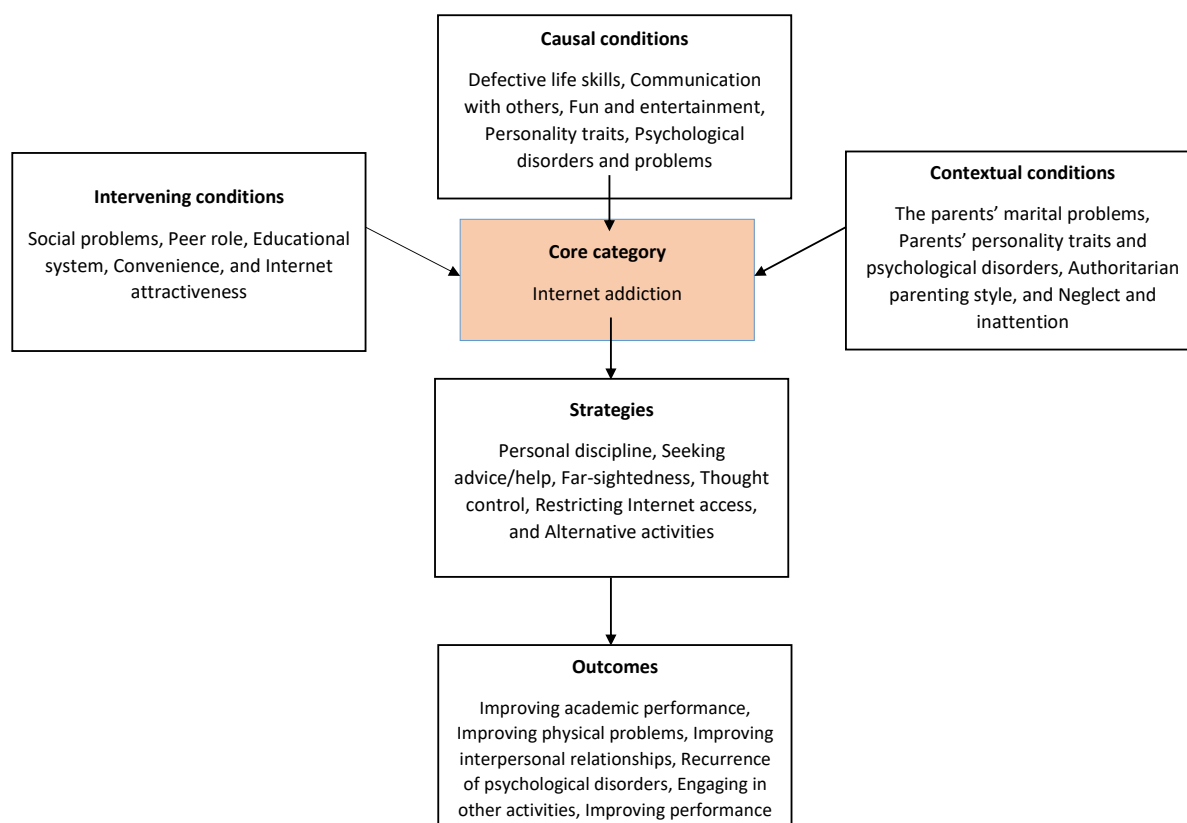 Causal conditions
Defective life skills, Communication
with others, Fun and entertainment,
Personality traits, Psychological
disorders and problems
Intervening conditions
Social problems, Peer role, Educational
system, Convenience, and Internet
attractiveness
Contextual conditions
The parents’ marital problems,
Parents’ personality traits and
psychological disorders, Authoritarian
parenting style, and Neglect and
inattention
Core category
Internet addiction
Strategies
Personal discipline, Seeking
advice/help, Far-sightedness, Thought
control, Restricting Internet access,
and Alternative activities
Outcomes
Improving academic performance,
Improving physical problems, Improving
interpersonal relationships, Recurrence
of psychological disorders, Engaging in
other activities, Improving performance